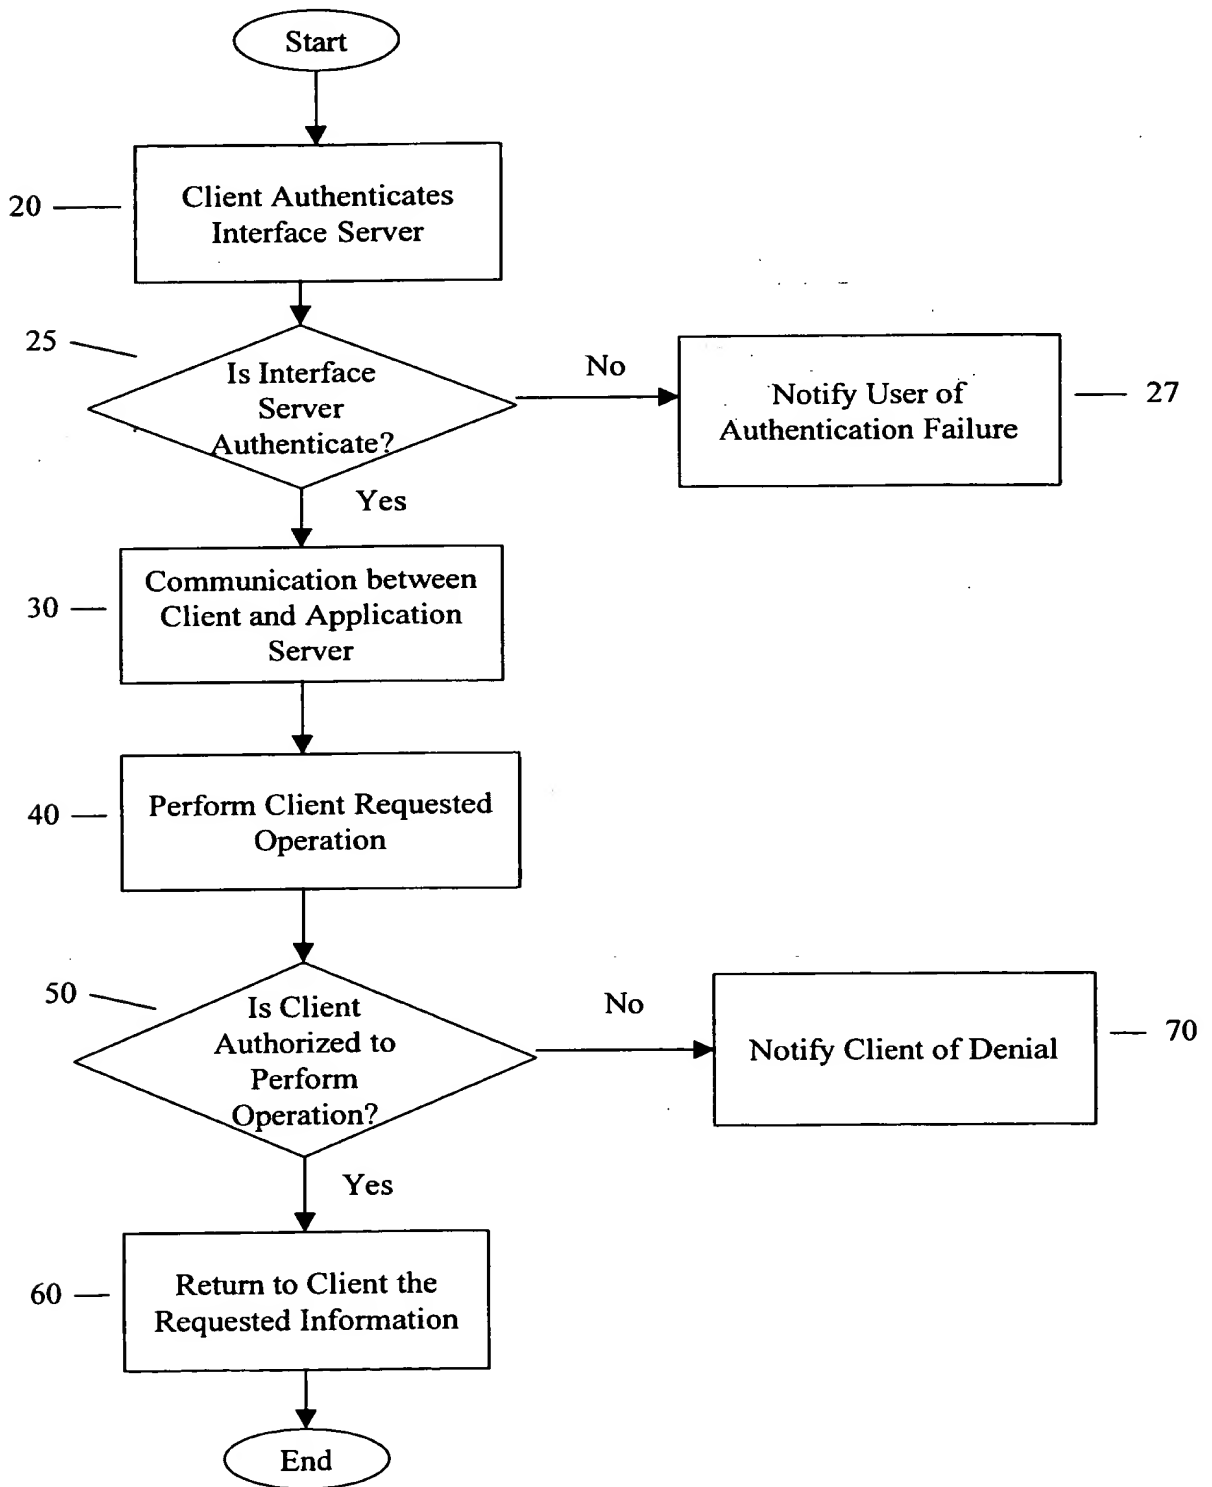 Start
20
Client Authenticates
Interface Server
25
Is Interface
Server
Authenticate?
No
Notify User of
Authentication Failure
27
Yes
30
Communication between
Client and Application
Server
40
Perform Client Requested
Operation
50
Is Client
Authorized to
Perform
Operation?
No
Notify Client of Denial
70
Yes
60
Return to Client the
Requested Information
End